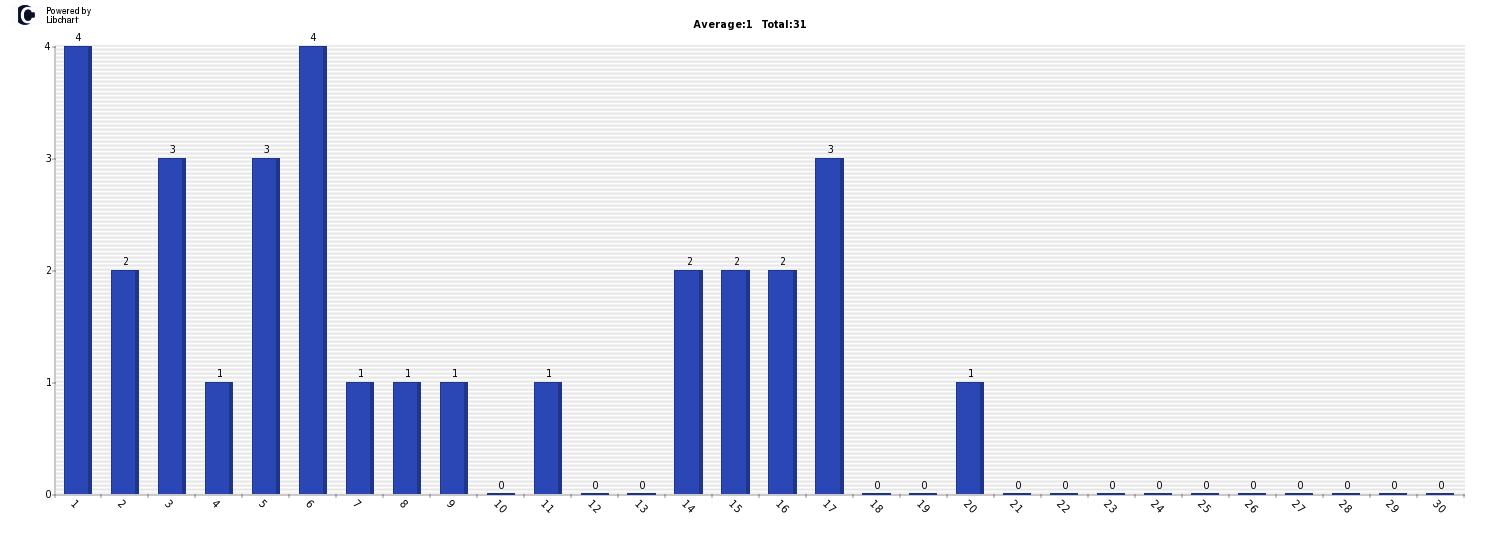 Powered by
Libchart
Average:1 Total:31
4 2 3 1 3 4 1 1 1 0 1 0 0 2 2 2 3 0 0 1 0 0 0 0 0 0 0 0 0 0
4
3
2
1
0
1 2 3 4 5 6 7 8 9 10 11 12 13 14 15 16 17 18 19 20 21 22 23 24 25 26 27 28 29 30